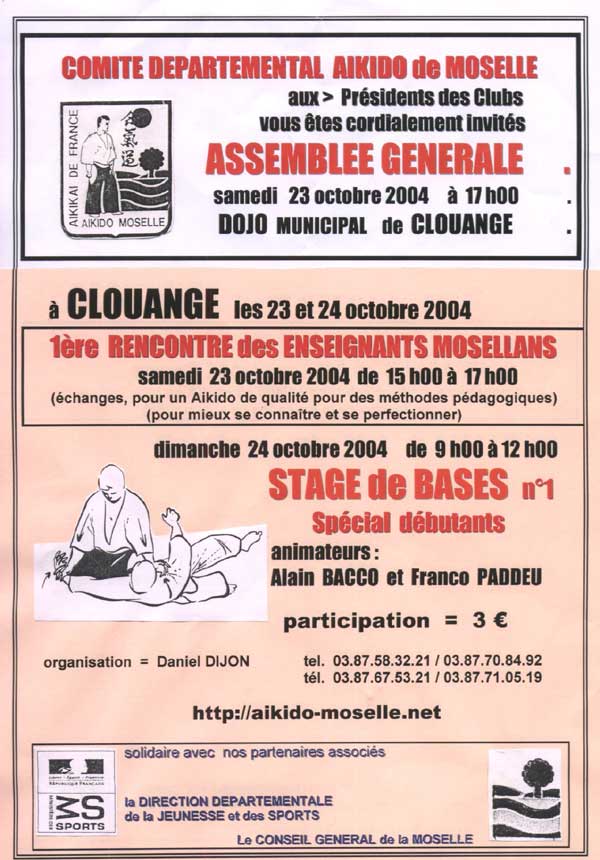 COMITE DEPARTEMENTAL AIKIDO de MOSELLE
aux > Présidents des Clubs
vous êtes cordialement invités
ASSEMBLEE GENERALE .
samedi 23 octobre 2004 à 17 h00 .
DOJO MUNICIPAL de CLOUANGE .
AIKIKAI DE FRANCE
AIKIDO MOSELLE
à CLOUANGE les 23 et 24 octobre 2004
1ère RENCONTRE des ENSEIGNANTS MOSELLANS
samedi 23 octobre 2004 de 15 h00 à 17 h00
(échanges, pour un Aikido de qualité pour des méthodes pédagogiques)
(pour mieux se connaître et se perfectionner)
dimanche 24 octobre 2004 de 9 h00 à 12 h00
STAGE de BASES n°1
Spécial débutants
animateurs :
Alain BACCO et Franco PADDEU
participation = 3 €
organisation = Daniel DIJON
tel. 03.87.58.32.21 / 03.87.70.84.92
tél. 03.87.67.53.21 / 03.87.71.05.19
http://aikido-moselle.net
solidaire avec nos partenaires associés
Liberté • Égalité • Fraternité
RÉPUBLIQUE FRANÇAISE
MINISTÈRE DES
SPORTS
la DIRECTION DEPARTEMENTALE
de la JEUNESSE et des SPORTS
Le CONSEIL GENERAL de la MOSELLE